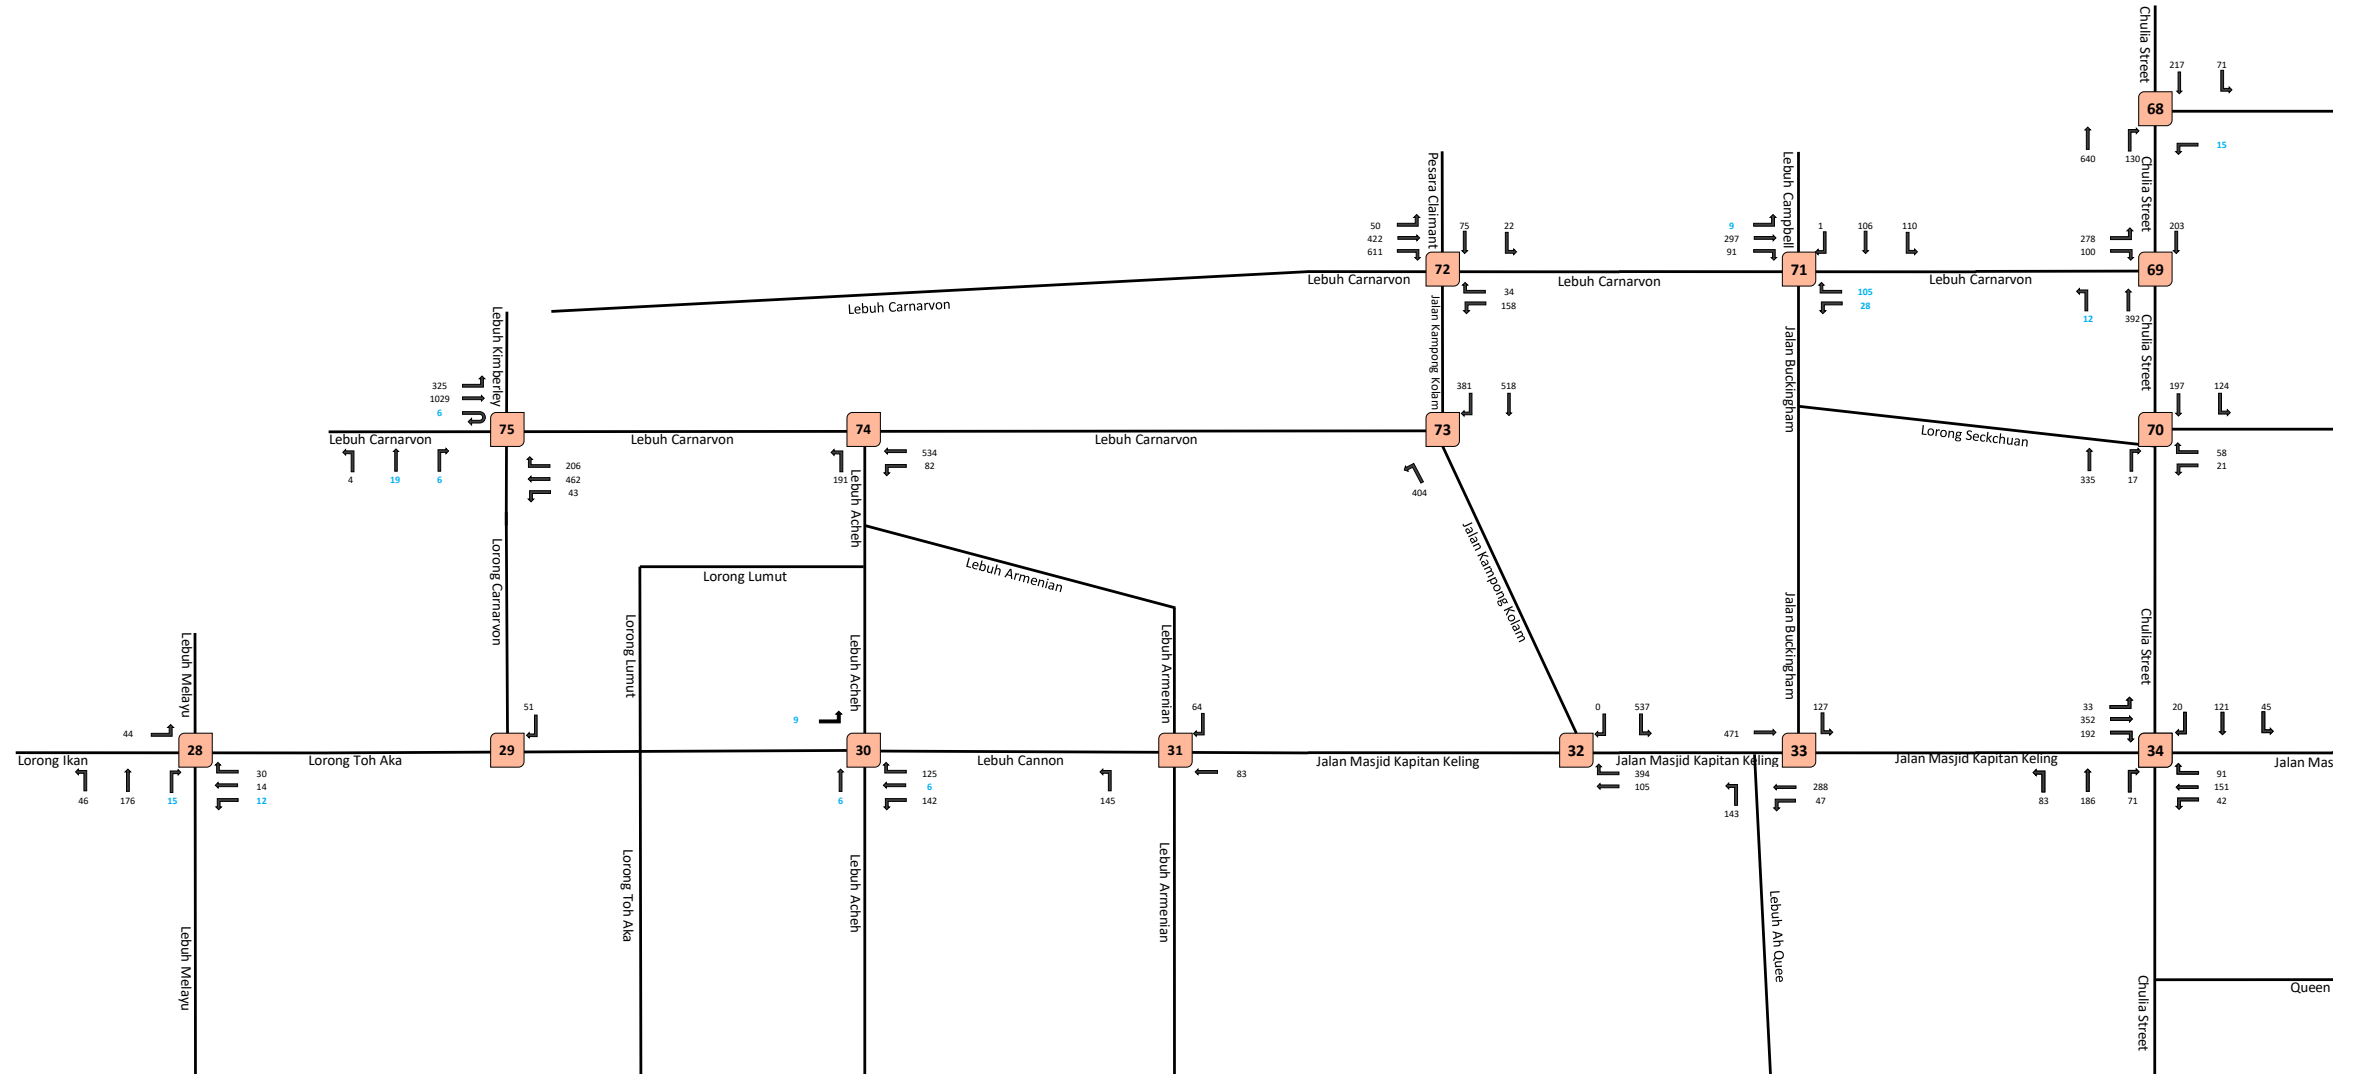 Chulia Street
217 71
68
640 130 15
Chulia Street
Pesara Claimant
50 75 22
422
611
72
Lebuh Carnarvon
34
158
Lebuh Carnarvon
Lebuh Campbell
9 1 106 110
297
91
71
Lebuh Carnarvon
105
28
278 203
100
69
12 392
Chulia Street
Lebuh Carnarvon
Jalan Kampong Kolam
Jalan Buckingham
Lebuh Kimberley
325
1029
6
75
Lebuh Carnarvon
4 19 6
206
462
43
Lebuh Carnarvon
74
191
534
82
Lebuh Acheh
Lebuh Carnarvon
381 518
73
404
Jalan Kampong Kolam
Lorong Seckchuan
197 124
70
335 17
58
21
Lorong Carnarvon
Lorong Lumut
Lebuh Armenian
Lorong Lumut
Lebuh Acheh
Lebuh Armenian
Jalan Buckingham
Chulia Street
Lebuh Melayu
44
28
Lorong Ikan
46 176 15
30
14
12
Lorong Toh Aka
51
29
9
30
6
125
6
142
Lebuh Cannon
64
31
145
83
Jalan Masjid Kapitan Keling
0 537
32
394
105
Jalan Masjid Kapitan Keling
471
127
33
143
288
47
Jalan Masjid Kapitan Keling
33 20 121 45
352
192
34
83 186 71
91
151
42
Jalan Mas
Lebuh Melayu
Lorong Toh Aka
Lebuh Acheh
Lebuh Armenian
Lebuh Ah Quee
Chulia Street
Queen